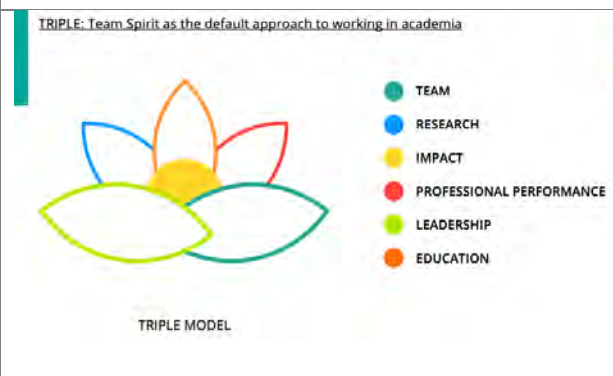 TRIPLE: Team Spirit as the default approach to working in academia
TEAM
RESEARCH
IMPACT
PROFESSIONAL PERFORMANCE
LEADERSHIP
EDUCATION
TRIPLE MODEL